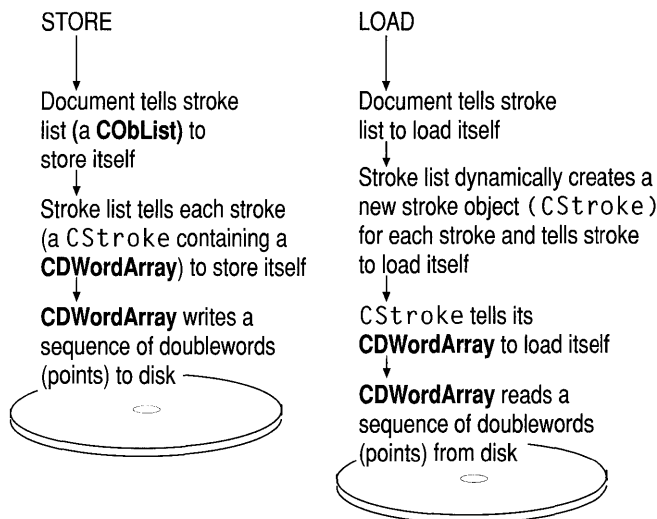 STORE
Document tells stroke
list (a CObList) to
store itself
Stroke list tells each stroke
(a CStroke containing a
CDWordArray) to store itself
CDWordArray writes a
sequence of doublewords
(points) to disk
LOAD
Document tells stroke
list to load itself
Stroke list dynamically creates a
new stroke object (CStroke)
for each stroke and tells stroke
to load itself
CStroke tells its
CDWordArray to load itself
CDWordArray reads a
sequence of doublewords
(points) from disk